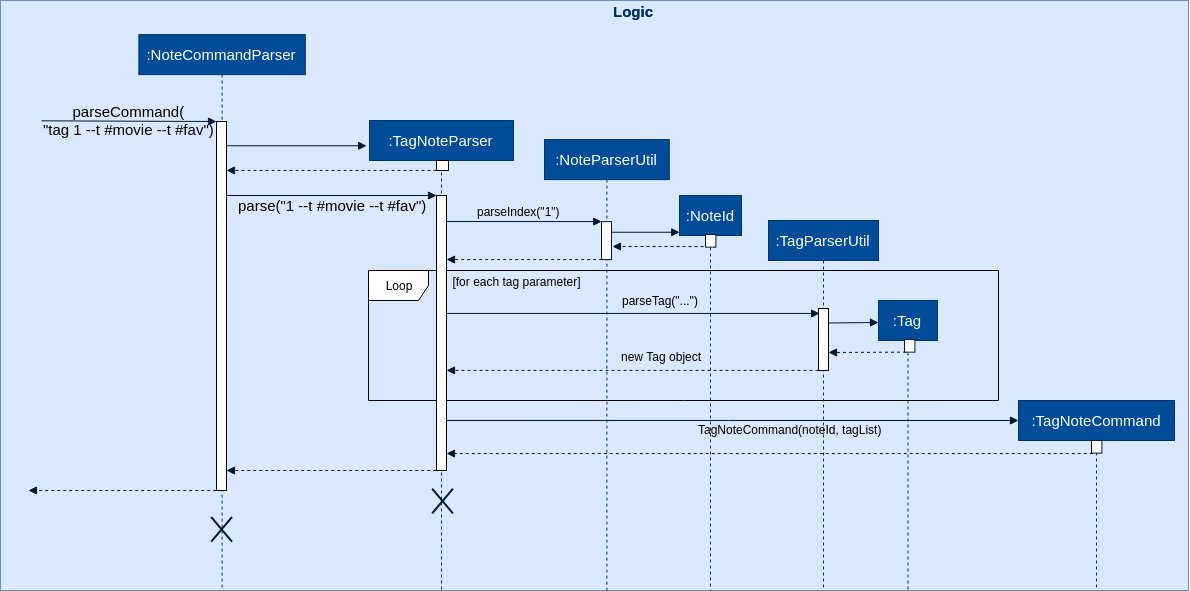 Logic
:NoteCommandParser
parseCommand(
"tag 1 --t #movie --t #fav")
:TagNoteParser
:NoteParserUtil
parse("1 --t #movie --t #fav")
parseIndex("1")
:NoteId
:TagParserUtil
Loop
[for each tag parameter]
parseTag("...")
:Tag
new Tag object
:TagNoteCommand
TagNoteCommand(noteId, tagList)